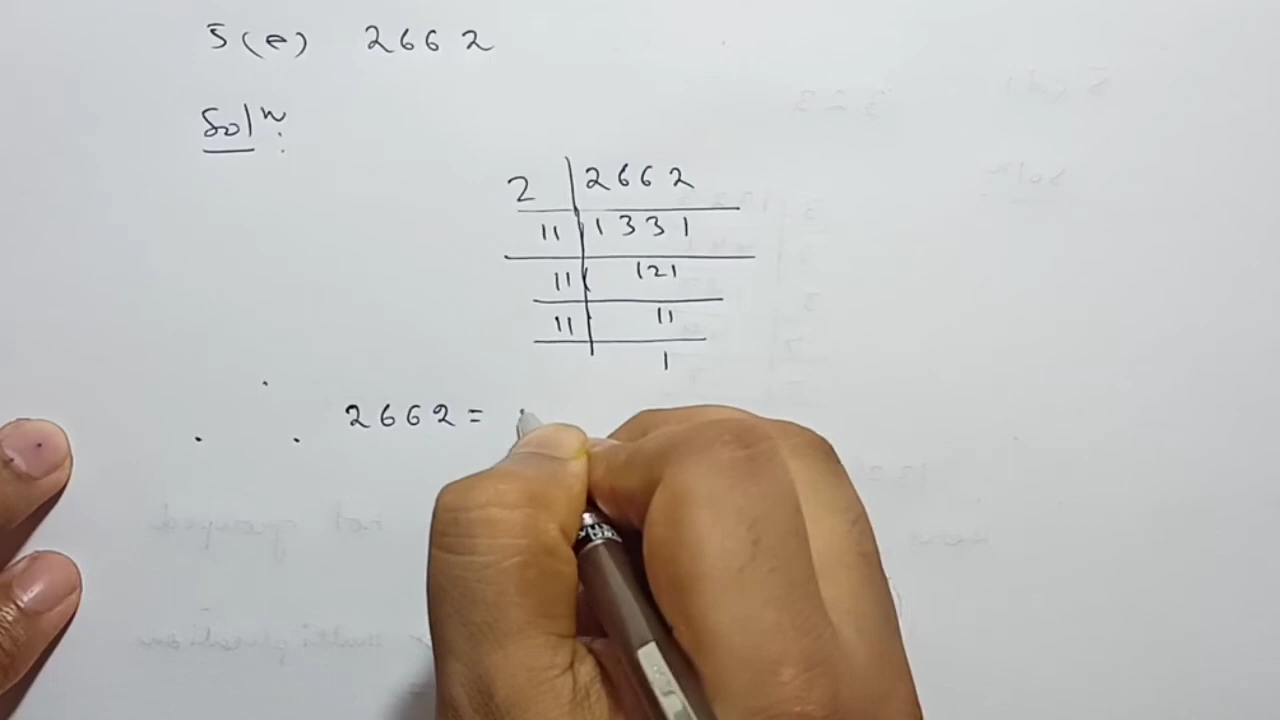 5(e) 2662
Solⁿ:
2 | 2662
11 | 1331
11 | 121
11 | 11
1
∴ 2662 =